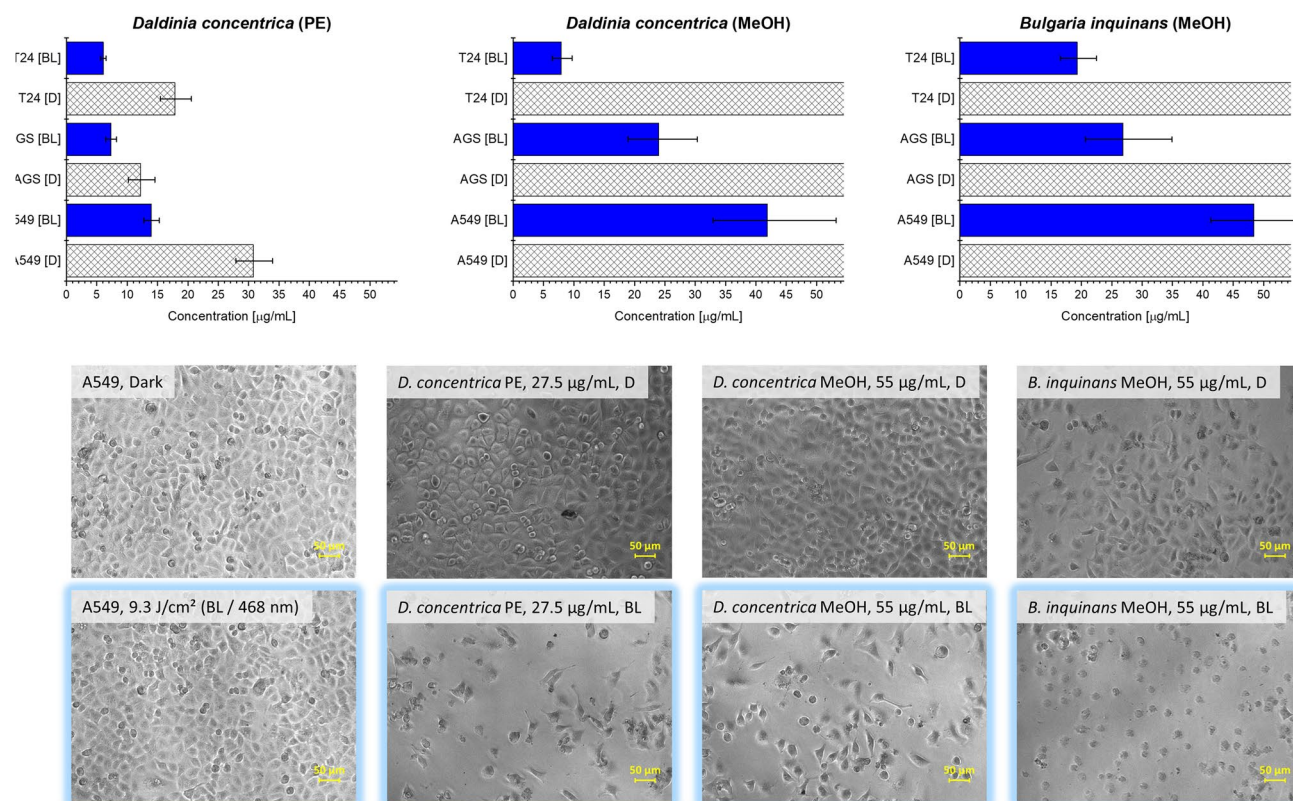 Daldinia concentrica (PE)
T24 [BL]
T24 [D]
GS [BL]
AGS [D]
549 [BL]
A549 [D]
0 5 10 15 20 25 30 35 40 45 50
Concentration [µg/mL]
Daldinia concentrica (MeOH)
T24 [BL]
T24 [D]
AGS [BL]
AGS [D]
A549 [BL]
A549 [D]
0 5 10 15 20 25 30 35 40 45 50
Concentration [µg/mL]
Bulgaria inquinans (MeOH)
T24 [BL]
T24 [D]
AGS [BL]
AGS [D]
A549 [BL]
A549 [D]
0 5 10 15 20 25 30 35 40 45 50
Concentration [µg/mL]
A549, Dark
50 µm
D. concentrica PE, 27.5 µg/mL, D
50 µm
D. concentrica MeOH, 55 µg/mL, D
50 µm
B. inquinans MeOH, 55 µg/mL, D
50 µm
A549, 9.3 J/cm² (BL / 468 nm)
50 µm
D. concentrica PE, 27.5 µg/mL, BL
50 µm
D. concentrica MeOH, 55 µg/mL, BL
50 µm
B. inquinans MeOH, 55 µg/mL, BL
50 µm